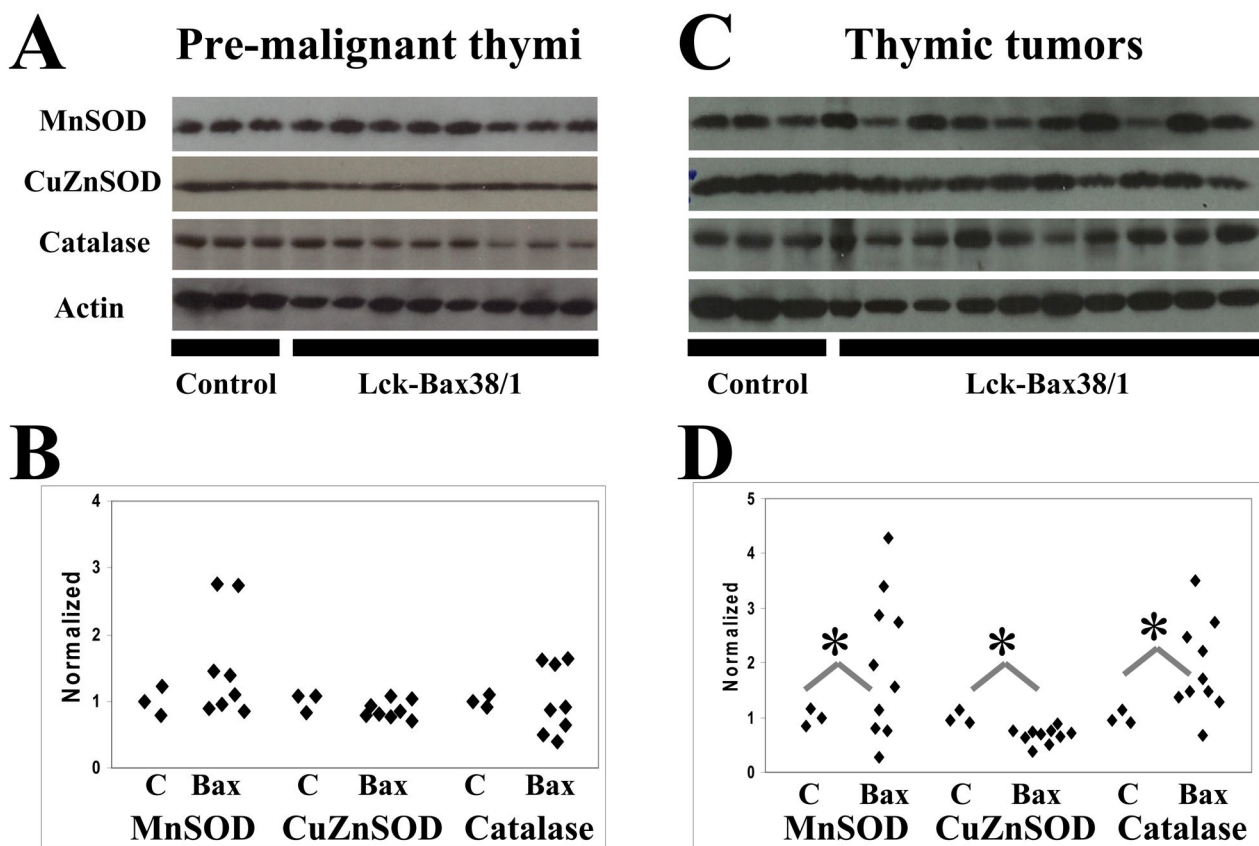 A Pre-malignant thymi
MnSOD
CuZnSOD
Catalase
Actin
Control Lck-Bax38/1
C Thymic tumors
Control Lck-Bax38/1
B
Normalized
4
3
2
1
0
C Bax C Bax C Bax
MnSOD CuZnSOD Catalase
D
Normalized
5
4
3
2
1
0
* * *
C Bax C Bax C Bax
MnSOD CuZnSOD Catalase